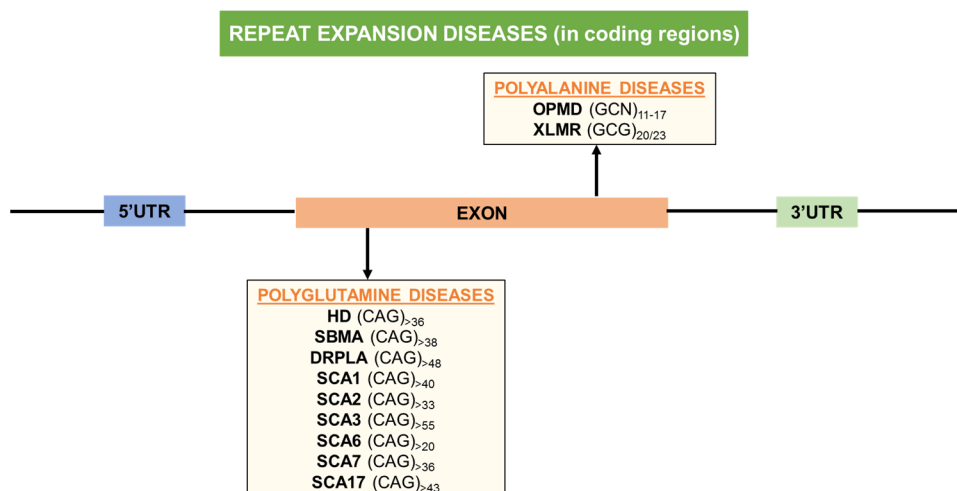 REPEAT EXPANSION DISEASES (in coding regions)
POLYALANINE DISEASES
OPMD (GCN)11-17
XLMR (GCG)20/23
5'UTR
EXON
3'UTR
POLYGLUTAMINE DISEASES
HD (CAG)>36
SBMA (CAG)>38
DRPLA (CAG)>48
SCA1 (CAG)>40
SCA2 (CAG)>33
SCA3 (CAG)>55
SCA6 (CAG)>20
SCA7 (CAG)>36
SCA17 (CAG)>43